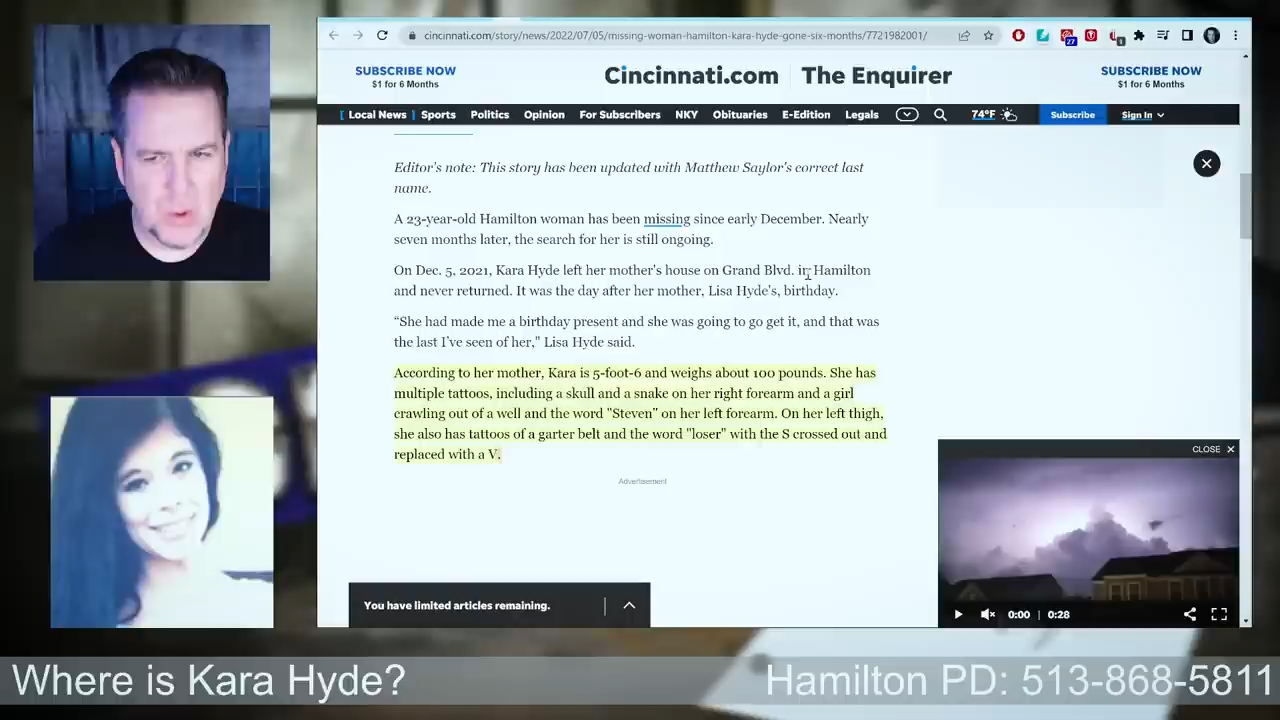 cincinnati.com/story/news/2022/07/05/missing-woman-hamilton-kara-hyde-gone-six-months/7721982001/
27
1
SUBSCRIBE NOW
$1 for 6 Months
Cincinnati.com | The Enquirer
SUBSCRIBE NOW
$1 for 6 Months
[ Local News ] Sports Politics Opinion For Subscribers NKY Obituaries E-Edition Legals 74°F Subscribe Sign In
Editor's note: This story has been updated with Matthew Saylor's correct last
name.
A 23-year-old Hamilton woman has been missing since early December. Nearly
seven months later, the search for her is still ongoing.
On Dec. 5, 2021, Kara Hyde left her mother's house on Grand Blvd. in Hamilton
and never returned. It was the day after her mother, Lisa Hyde's, birthday.
“She had made me a birthday present and she was going to go get it, and that was
the last I’ve seen of her," Lisa Hyde said.
According to her mother, Kara is 5-foot-6 and weighs about 100 pounds. She has
multiple tattoos, including a skull and a snake on her right forearm and a girl
crawling out of a well and the word "Steven" on her left forearm. On her left thigh,
she also has tattoos of a garter belt and the word "loser" with the S crossed out and
replaced with a V.
Advertisement
CLOSE X
0:00 0:28
You have limited articles remaining.
Where is Kara Hyde?
Hamilton PD: 513-868-5811